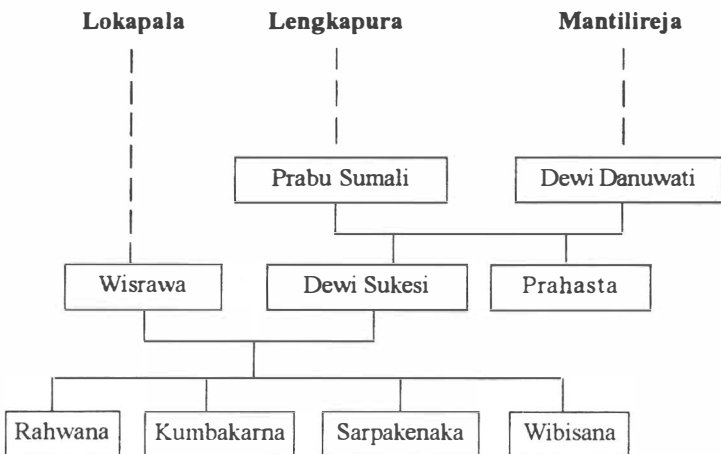 Lokapala Lengkapura Mantilireja
Prabu Sumali Dewi Danuwati
Wisrawa Dewi Sukesi Prahasta
Rahwana Kumbakarna Sarpakenaka Wibisana